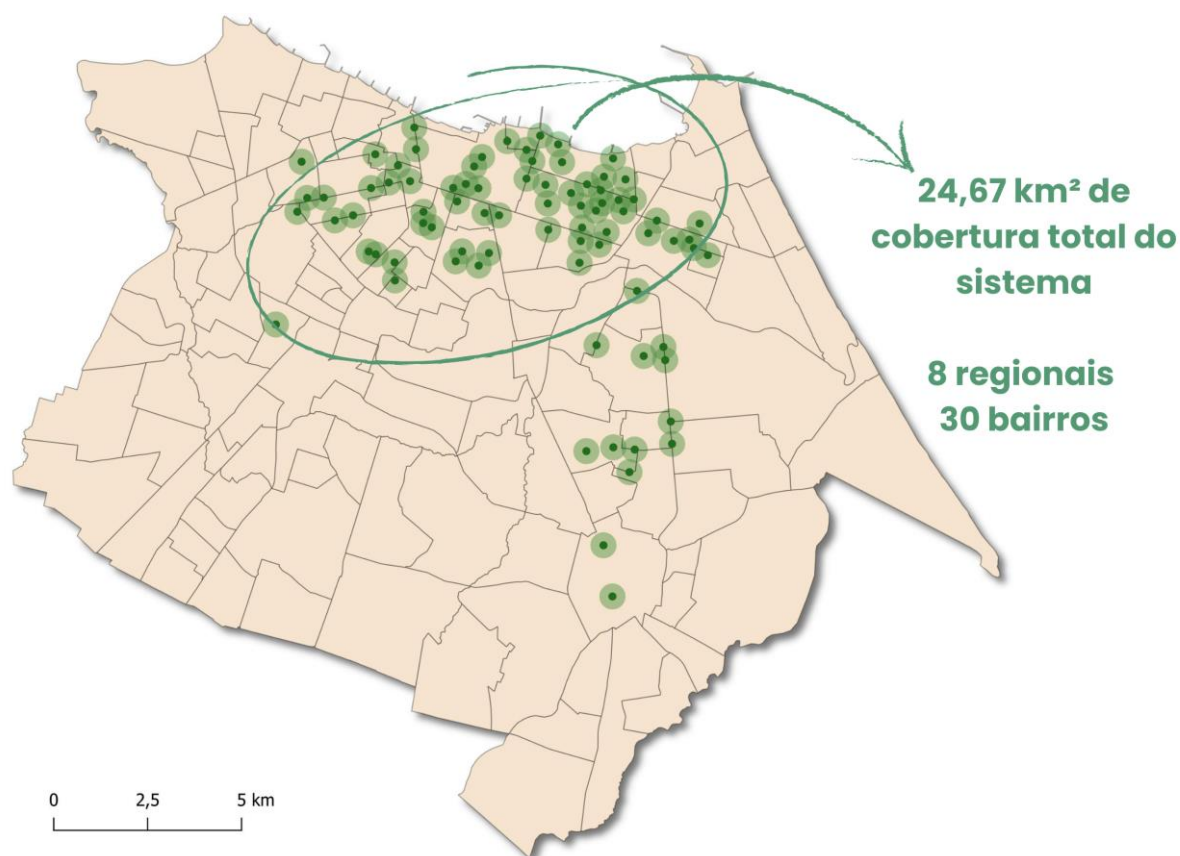 24,67 km² de
cobertura total do
sistema
8 regionais
30 bairros
0 2,5 5 km